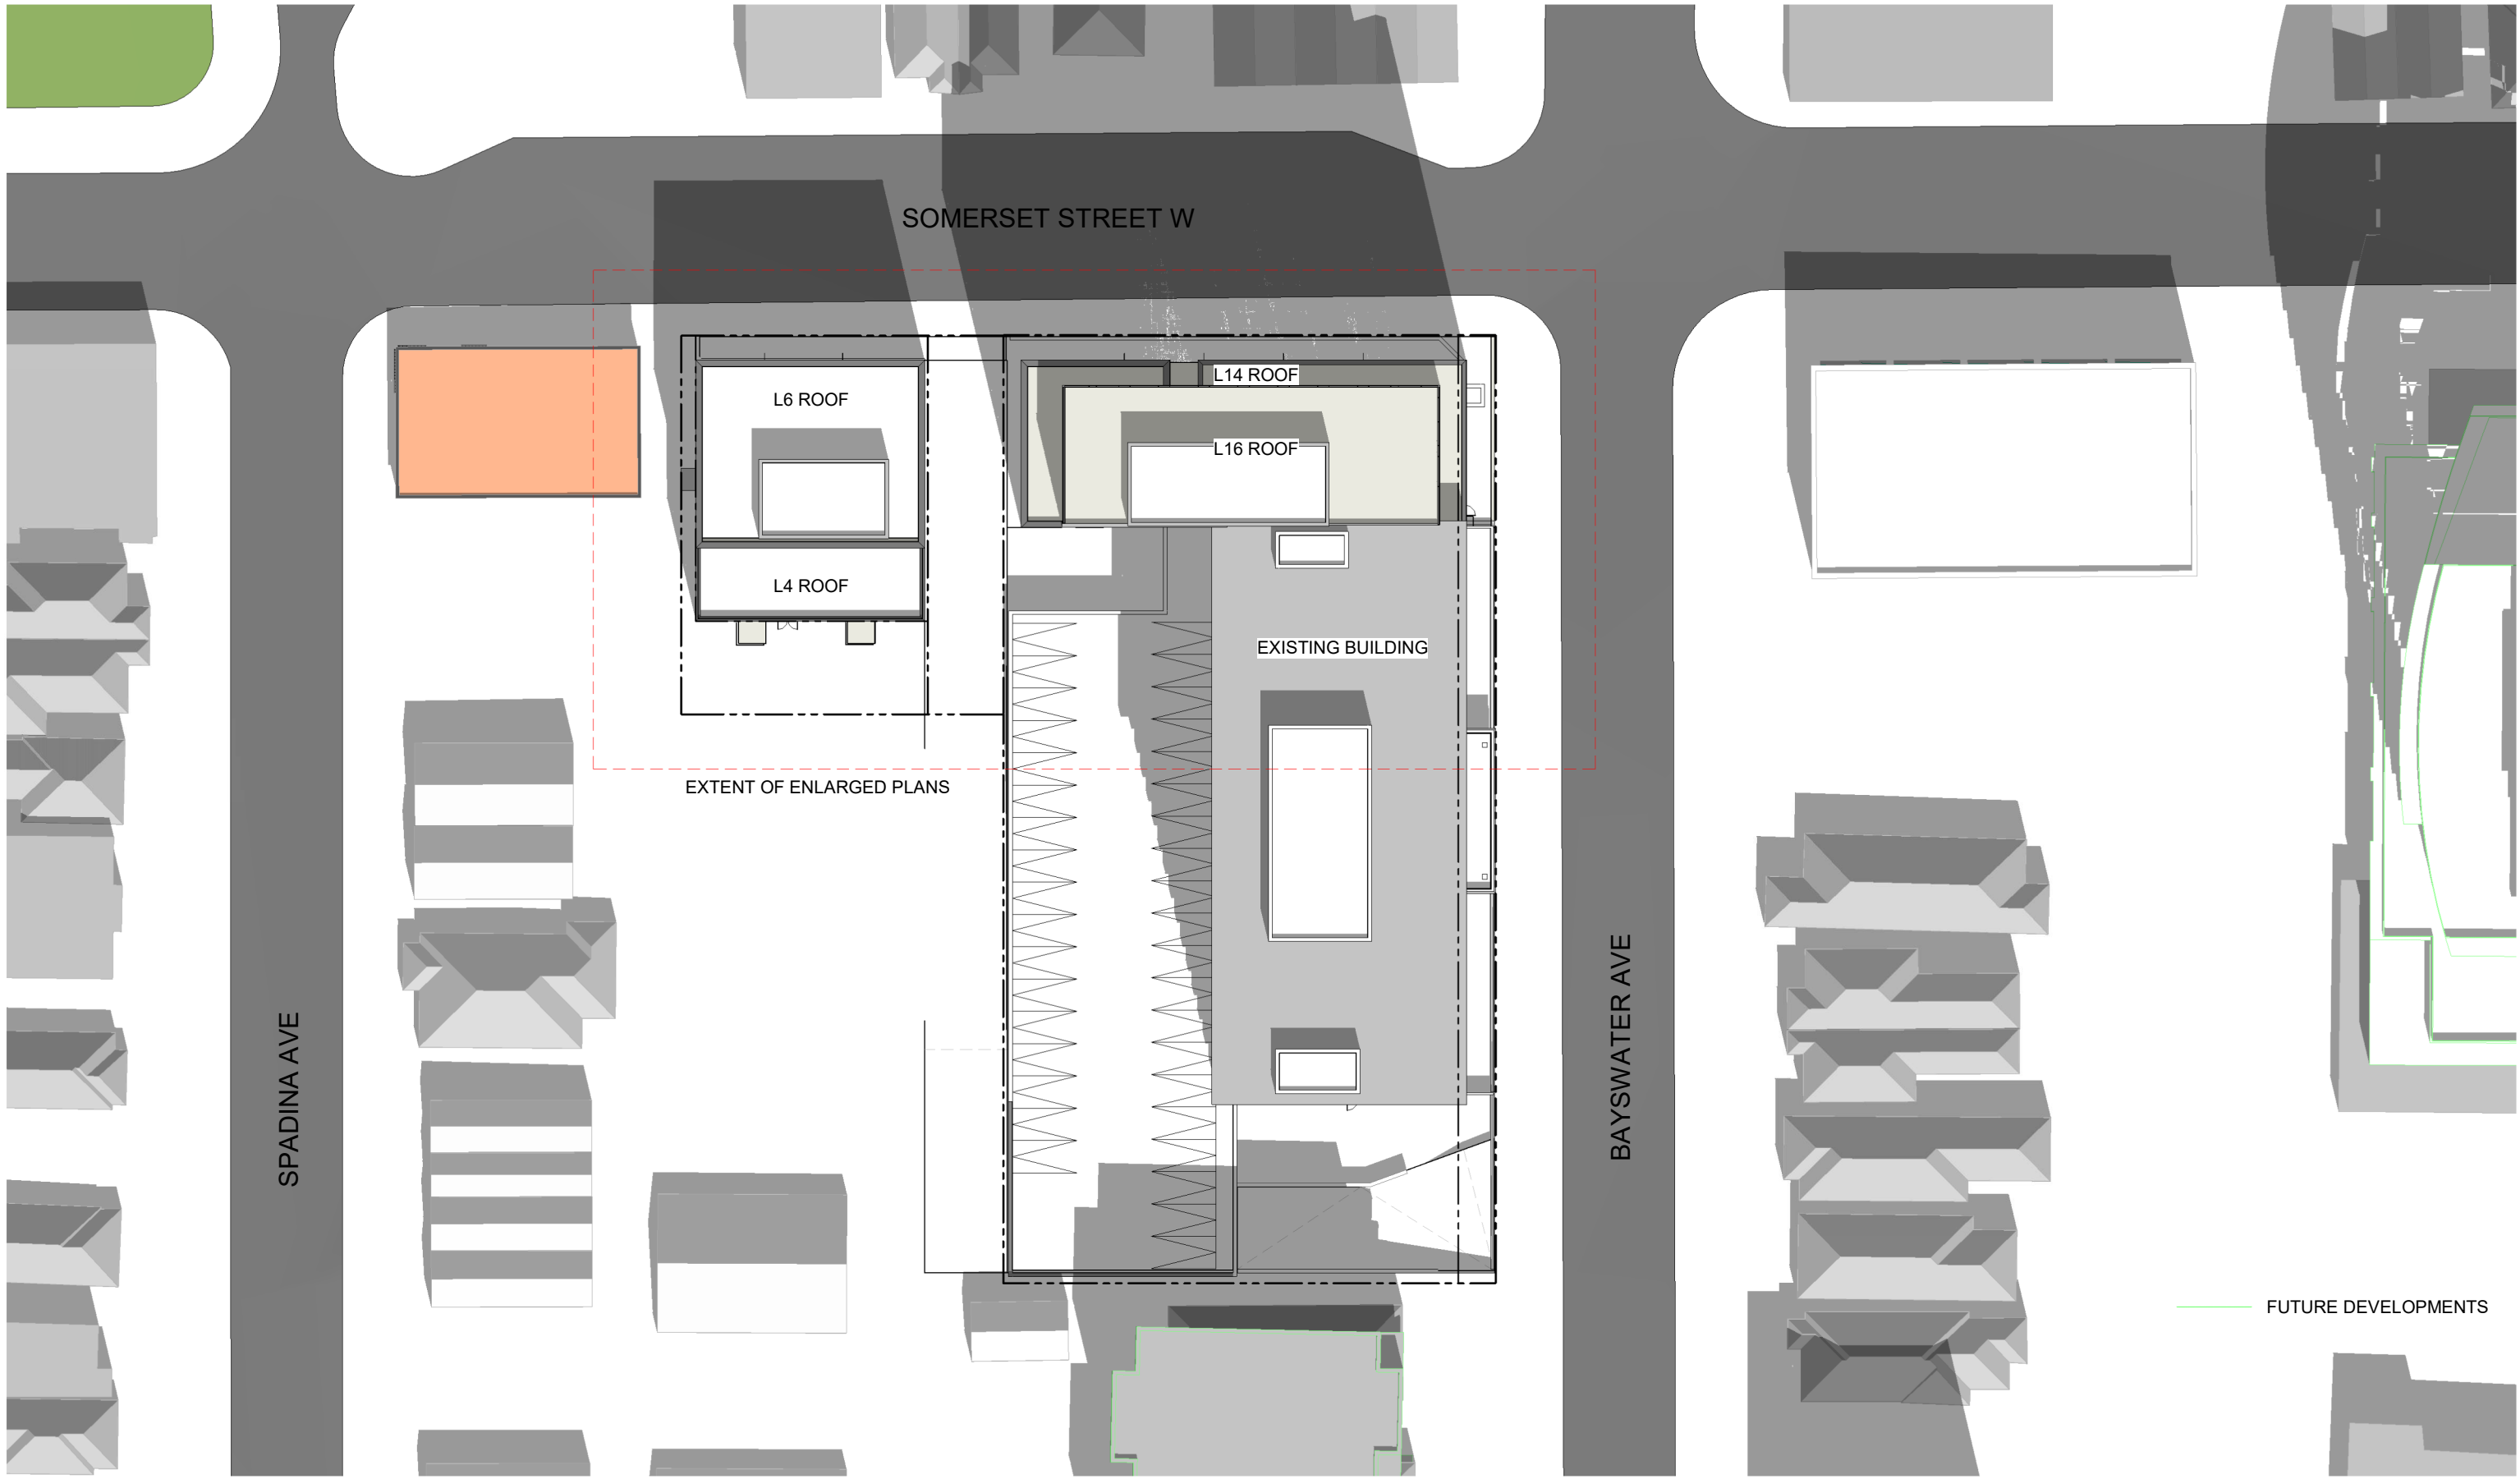 SOMERSET STREET W
L14 ROOF
L6 ROOF
L16 ROOF
L4 ROOF
EXISTING BUILDING
EXTENT OF ENLARGED PLANS
SPADINA AVE
BAYSWATER AVE
FUTURE DEVELOPMENTS